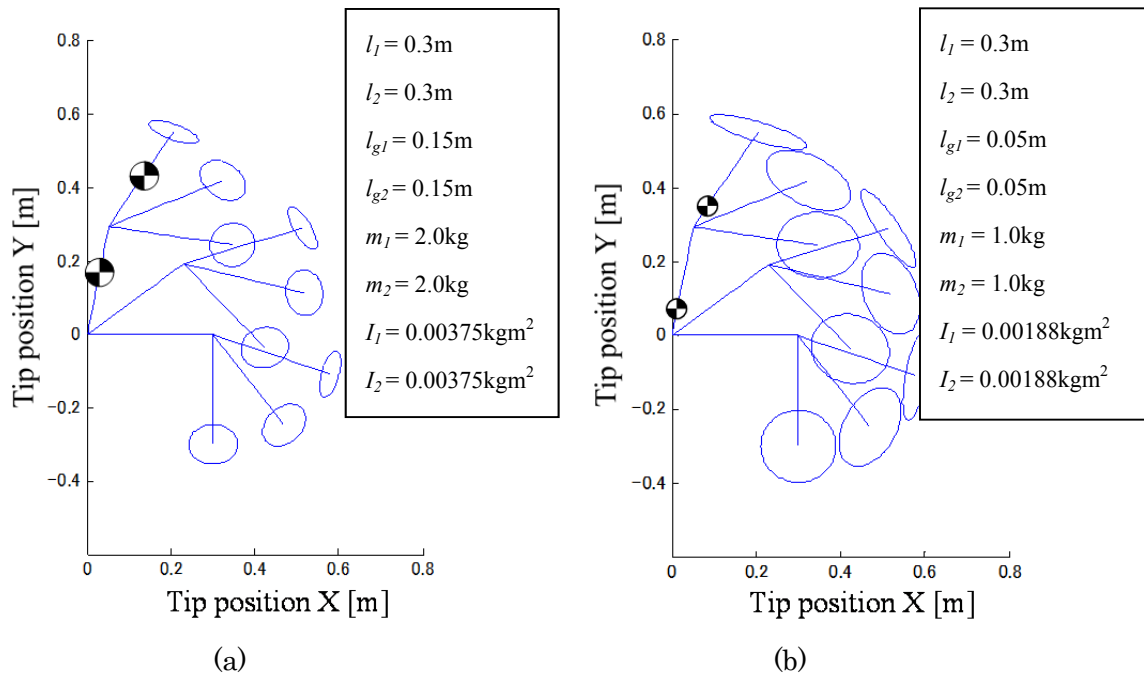 0.8
0.6
0.4
0.2
0
−0.2
−0.4
0
0.2
0.4
0.6
0.8
Tip position Y [m]
Tip position X [m]
l1 = 0.3m
l2 = 0.3m
lg1 = 0.15m
lg2 = 0.15m
m1 = 2.0kg
m2 = 2.0kg
I1 = 0.00375kgm2
I2 = 0.00375kgm2
(a)
0.8
0.6
0.4
0.2
0
−0.2
−0.4
0
0.2
0.4
0.6
0.8
Tip position Y [m]
Tip position X [m]
l1 = 0.3m
l2 = 0.3m
lg1 = 0.05m
lg2 = 0.05m
m1 = 1.0kg
m2 = 1.0kg
I1 = 0.00188kgm2
I2 = 0.00188kgm2
(b)